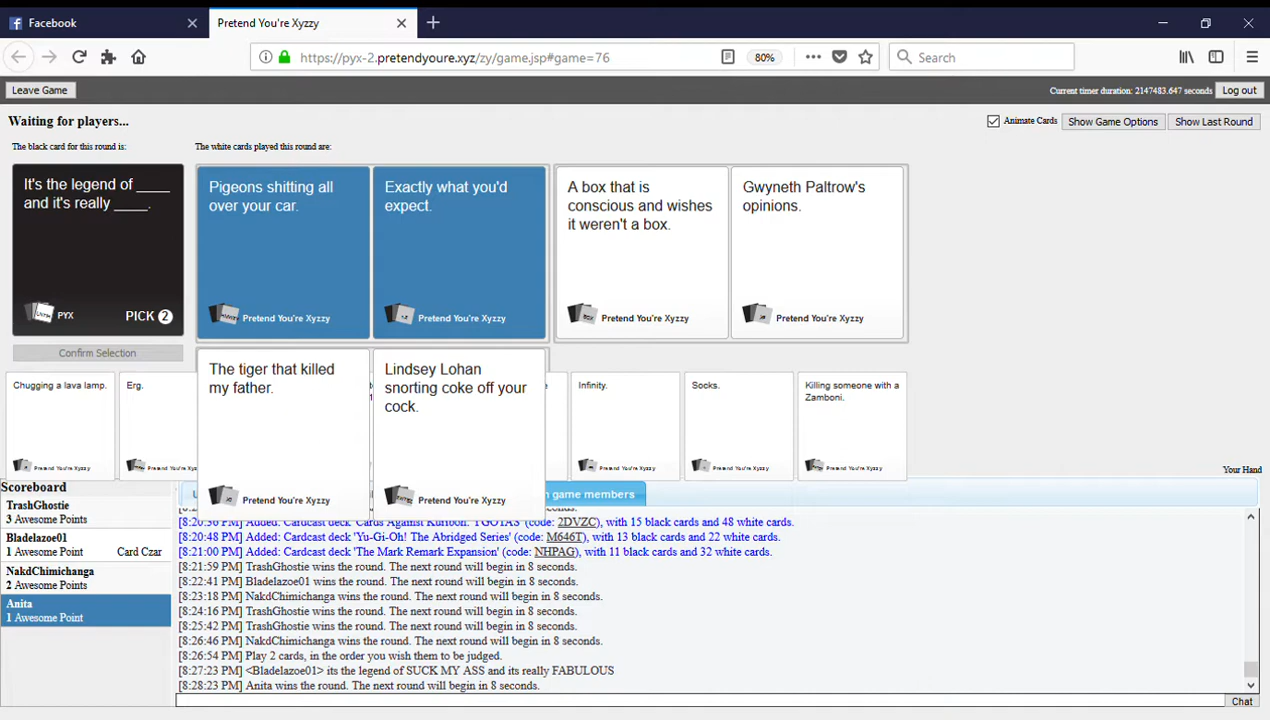 Facebook
Pretend You're Xyzzy
https://pyx-2.pretendyoure.xyz/zy/game.jsp#game=76
80%
Search
Leave Game
Current timer duration: 2147483.647 seconds
Log out
Waiting for players...
Animate Cards
Show Game Options
Show Last Round
The black card for this round is:
The white cards played this round are:
It's the legend of ____
and it's really ____.
PYX
PICK 2
Confirm Selection
Pigeons shitting all
over your car.
Pretend You're Xyzzy
Exactly what you'd
expect.
Pretend You're Xyzzy
A box that is
conscious and wishes
it weren't a box.
Pretend You're Xyzzy
Gwyneth Paltrow's
opinions.
Pretend You're Xyzzy
The tiger that killed
my father.
Pretend You're Xyzzy
Lindsey Lohan
snorting coke off your
cock.
Pretend You're Xyzzy
Chugging a lava lamp.
Pretend You're Xyzzy
Erg.
Infinity.
Pretend You're Xyzzy
Socks.
Pretend You're Xyzzy
Killing someone with a
Zamboni.
Pretend You're Xyzzy
Your Hand
Scoreboard
TrashGhostie
3 Awesome Points
Bladelazoe01
1 Awesome Point
Card Czar
NakdChimichanga
2 Awesome Points
Anita
1 Awesome Point
game members
[8:20:36 PM] Added: Cardcast deck 'Cards Against Kurfoon: TGOTAS' (code: 2DVZC), with 15 black cards and 48 white cards.
[8:20:48 PM] Added: Cardcast deck 'Yu-Gi-Oh! The Abridged Series' (code: M646T), with 13 black cards and 22 white cards.
[8:21:00 PM] Added: Cardcast deck 'The Mark Remark Expansion' (code: NHPAG), with 11 black cards and 32 white cards.
[8:21:59 PM] TrashGhostie wins the round. The next round will begin in 8 seconds.
[8:22:41 PM] Bladelazoe01 wins the round. The next round will begin in 8 seconds.
[8:23:18 PM] NakdChimichanga wins the round. The next round will begin in 8 seconds.
[8:24:16 PM] TrashGhostie wins the round. The next round will begin in 8 seconds.
[8:25:42 PM] TrashGhostie wins the round. The next round will begin in 8 seconds.
[8:26:46 PM] NakdChimichanga wins the round. The next round will begin in 8 seconds.
[8:26:54 PM] Play 2 cards, in the order you wish them to be judged.
[8:27:23 PM] <Bladelazoe01> its the legend of SUCK MY ASS and its really FABULOUS
[8:28:23 PM] Anita wins the round. The next round will begin in 8 seconds.
Chat